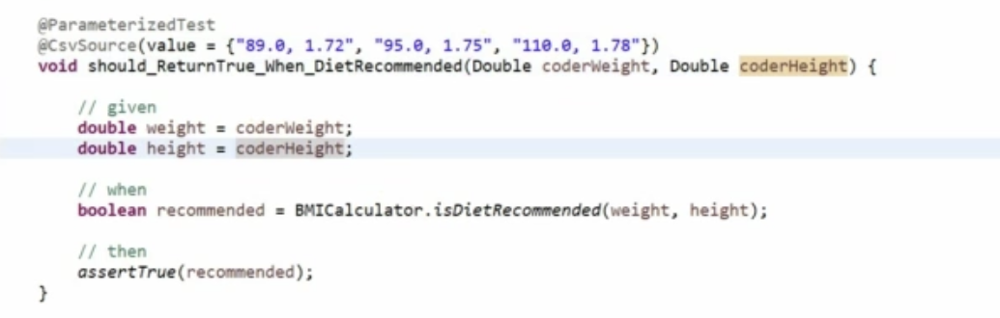 @ParameterizedTest
@CsvSource(value = {"89.0, 1.72", "95.0, 1.75", "110.0, 1.78"})
void should_ReturnTrue_When_DietRecommended(Double coderWeight, Double coderHeight) {
// given
double weight = coderWeight;
double height = coderHeight;
// when
boolean recommended = BMICalculator.isDietRecommended(weight, height);
// then
assertTrue(recommended);
}